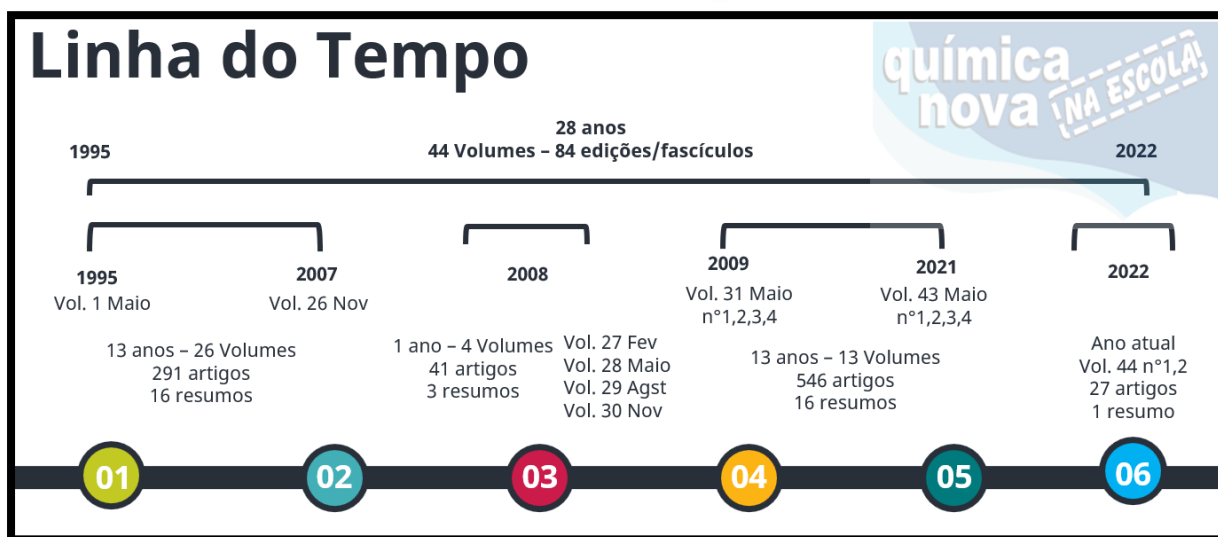 Linha do Tempo
química
nova
NA ESCOLA!
28 anos
1995
44 Volumes – 84 edições/fascículos
2022
1995
Vol. 1 Maio
2007
Vol. 26 Nov
13 anos – 26 Volumes
291 artigos
16 resumos
2008
1 ano – 4 Volumes
41 artigos
3 resumos
Vol. 27 Fev
Vol. 28 Maio
Vol. 29 Agst
Vol. 30 Nov
2009
Vol. 31 Maio
n°1,2,3,4
2021
Vol. 43 Maio
n°1,2,3,4
13 anos – 13 Volumes
546 artigos
16 resumos
2022
Ano atual
Vol. 44 n°1,2
27 artigos
1 resumo
01
02
03
04
05
06